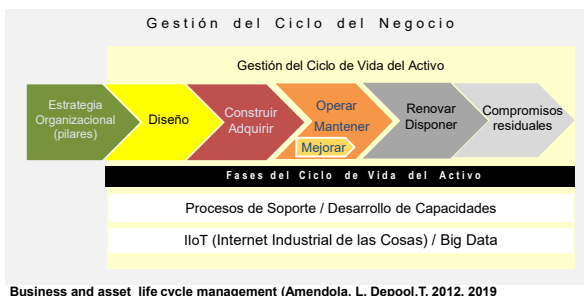 Gestión del Ciclo del Negocio
Gestión del Ciclo de Vida del Activo
Estrategia
Organizacional
(pilares)
Diseño
Construir
Adquirir
Operar
Mantener
Mejorar
Renovar
Disponer
Compromisos
residuales
Fases del Ciclo de Vida del Activo
Procesos de Soporte / Desarrollo de Capacidades
IIoT (Internet Industrial de las Cosas) / Big Data
Business and asset life cycle management (Amendola, L, Depool,T, 2012, 2019